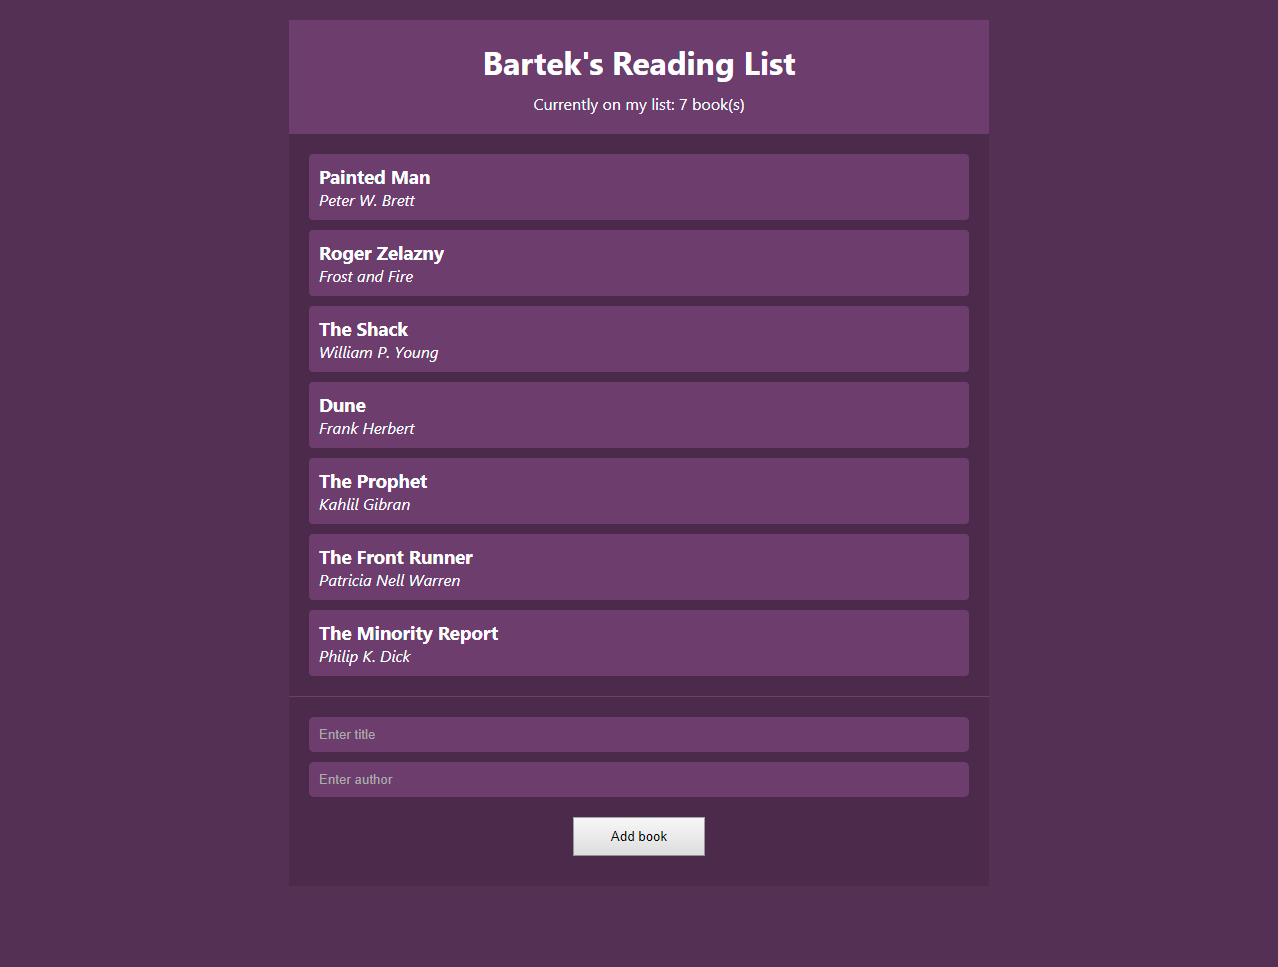 Bartek's Reading List
Currently on my list: 7 book(s)
Painted Man
Peter W. Brett
Roger Zelazny
Frost and Fire
The Shack
William P. Young
Dune
Frank Herbert
The Prophet
Kahlil Gibran
The Front Runner
Patricia Nell Warren
The Minority Report
Philip K. Dick
Enter title
Enter author
Add book